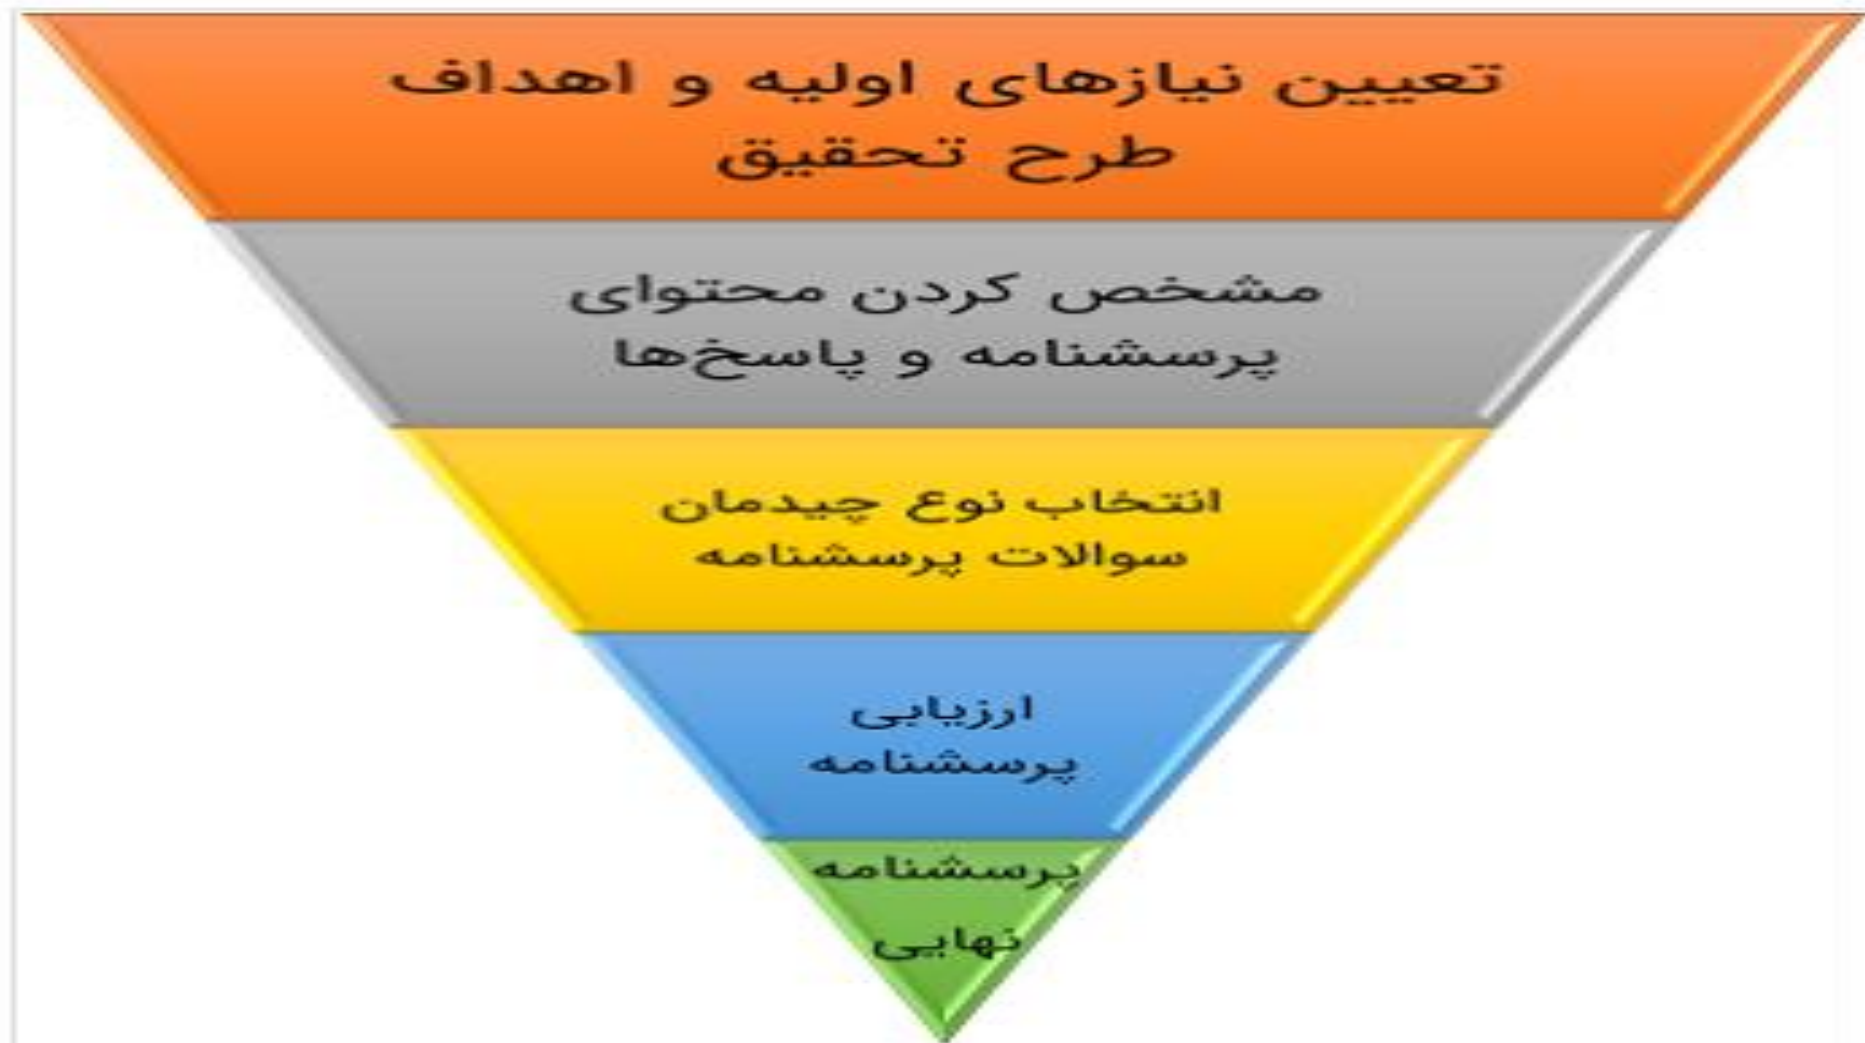 تعیین نیازهای اولیه و اهداف
طرح تحقیق
مشخص کردن محتوای
پرسشنامه و پاسخ‌ها
انتخاب نوع چیدمان
سوالات پرسشنامه
ارزیابی
پرسشنامه
پرسشنامه
نهایی